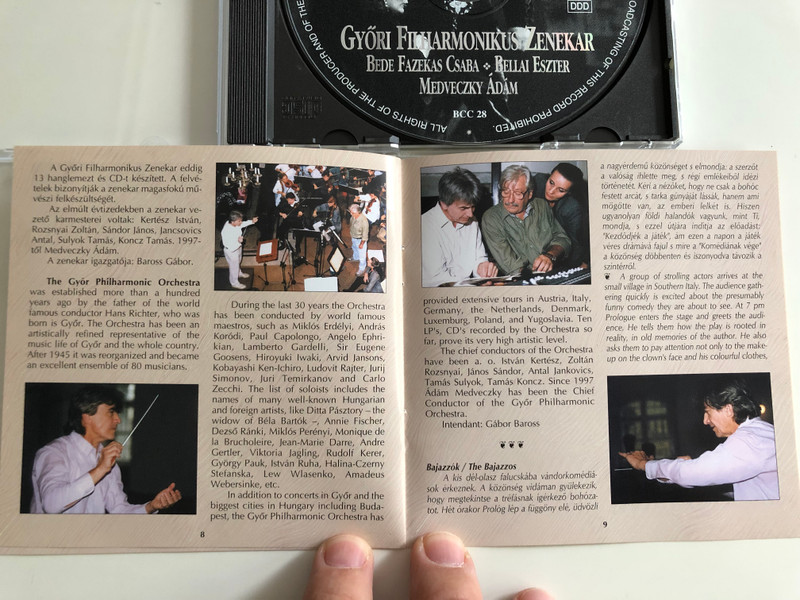 DDD
GYŐRI FILHARMONIKUS ZENEKAR
BEDE FAZEKAS CSABA ❖ BELLAI ESZTER
MEDVECZKY ÁDÁM
BCC 28
ALL RIGHTS OF THE PRODUCER AND OF THE
BROADCASTING OF THIS RECORD PROHIBITED.
A Győri Filharmonikus Zenekar eddig
13 hanglemezt és CD-t készített. A felvé-
telek bizonyítják a zenekar magasfokú mű-
vészi felkészültségét.
Az elmúlt évtizedekben a zenekar ve-
zető karmesterei voltak: Kertész István,
Rozsnyai Zoltán, Sándor János, Jancsovics
Antal, Sulyok Tamás, Koncz Tamás. 1997-
től Medveczky Ádám.
A zenekar igazgatója: Baross Gábor.
The Győr Philharmonic Orchestra
was established more than a hundred
years ago by the father of the world
famous conductor Hans Richter, who was
born is Győr. The Orchestra has been an
artistically refined representative of the
music life of Győr and the whole country.
After 1945 it was reorganized and became
an excellent ensemble of 80 musicians.
During the last 30 years the Orchestra
has been conducted by world famous
maestros, such as Miklós Erdélyi, András
Koródi, Paul Capolongo, Angelo Ephri-
kian, Lamberto Gardelli, Sir Eugene
Goosens, Hiroyuki Iwaki, Arvid Jansons,
Kobayashi Ken-Ichiro, Ludovit Rajter, Jurij
Simonov, Juri Temirkanov and Carlo
Zecchi. The list of soloists includes the
names of many well-known Hungarian
and foreign artists, like Ditta Pásztory – the
widow of Béla Bartók –, Annie Fischer,
Dezső Ránki, Miklós Perényi, Monique de
la Brucholeire, Jean-Marie Darre, Andre
Gertler, Viktoria Jagling, Rudolf Kerer,
György Pauk, István Ruha, Halina-Czerny
Stefanska, Lew Wlasenko, Amadeus
Webersinke, etc.
In addition to concerts in Győr and the
biggest cities in Hungary including Buda-
pest, the Győr Philharmonic Orchestra has
8
provided extensive tours in Austria, Italy,
Germany, the Netherlands, Denmark,
Luxemburg, Poland, and Yugoslavia. Ten
LP's, CD's recorded by the Orchestra so
far, prove its very high artistic level.
The chief conductors of the Orchestra
have been a. o. István Kertész, Zoltán
Rozsnyai, János Sándor, Antal Jankovics,
Tamás Sulyok, Tamás Koncz. Since 1997
Ádám Medveczky has been the Chief
Conductor of the Győr Philharmonic
Orchestra.
Intendant: Gábor Baross
❦ ❦ ❦
Bajazzók / The Bajazzos
A kis dél-olasz falucskába vándorkomédiá-
sok érkeznek. A közönség vidáman gyülekezik,
hogy megtekintse a tréfásnak ígérkező bohóza-
tot. Hét órakor Prológ lép a függöny elé, üdvözli
a nagyérdemű közönséget s elmondja: a szerzőt
a valóság ihlette meg, s régi emlékeiből idézi
történetét. Kéri a nézőket, hogy ne csak a bohóc
festett arcát, s tarka gúnyáját lássák, hanem ami
mögötte van, az emberi lelket is. Hiszen
ugyanolyan földi halandók vagyunk, mint Ti,
mondja, s ezzel útjára indítja az előadást:
"Kezdődjék a játék", ám ezen a napon a játék
véres drámává fajul s mire a "Komédiának vége"
a közönség döbbenten és iszonyodva távozik a
színtérről.
❦ A group of strolling actors arrives at the
small village in Southern Italy. The audience gath-
ering quickly is excited about the presumably
funny comedy they are about to see. At 7 pm
Prologue enters the stage and greets the audi-
ence. He tells them how the play is rooted in
reality, in old memories of the author. He also
asks them to pay attention not only to the make-
up on the clown's face and his colourful clothes,
9